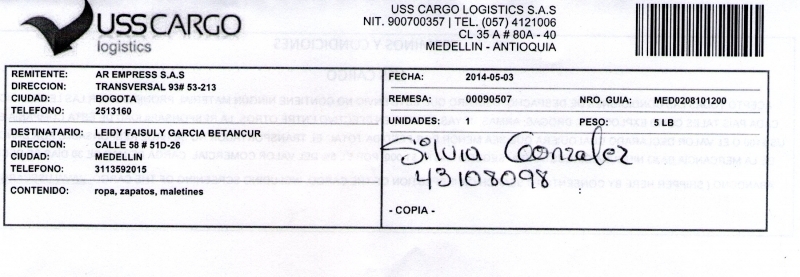 USSCARGO
logistics
USS CARGO LOGISTICS S.A.S
NIT. 900700357 | TEL. (057) 4121006
CL 35 A # 80A - 40
MEDELLIN - ANTIOQUIA
REMITENTE: AR EMPRESS S.A.S
DIRECCION: TRANSVERSAL 93# 53-213
CIUDAD: BOGOTA
TELEFONO: 2513160
DESTINATARIO: LEIDY FAISULY GARCIA BETANCUR
DIRECCION: CALLE 58 # 51D-26
CIUDAD: MEDELLIN
TELEFONO: 3113592015
CONTENIDO: ropa, zapatos, maletines
FECHA: 2014-05-03
REMESA: 00090507 NRO. GUIA: MED0208101200
UNIDADES: 1 PESO: 5 LB
Silvia Gonzalez
43108098
- COPIA -